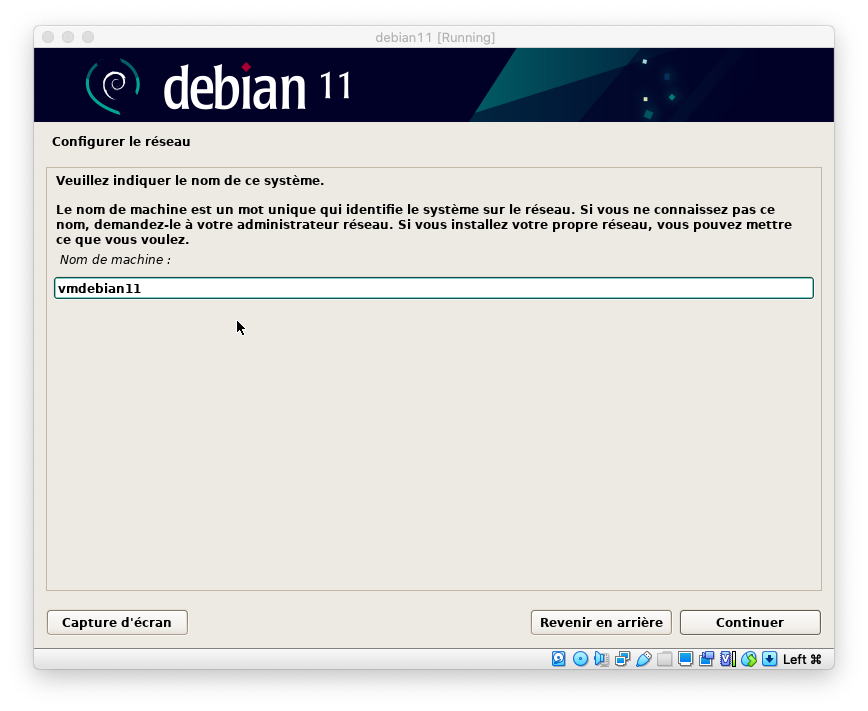 debian11 [Running]
debian 11
Configurer le réseau
Veuillez indiquer le nom de ce système.
Le nom de machine est un mot unique qui identifie le système sur le réseau. Si vous ne connaissez pas ce
nom, demandez-le à votre administrateur réseau. Si vous installez votre propre réseau, vous pouvez mettre
ce que vous voulez.
Nom de machine :
vmdebian11
Capture d'écran
Revenir en arrière
Continuer
Left ⌘